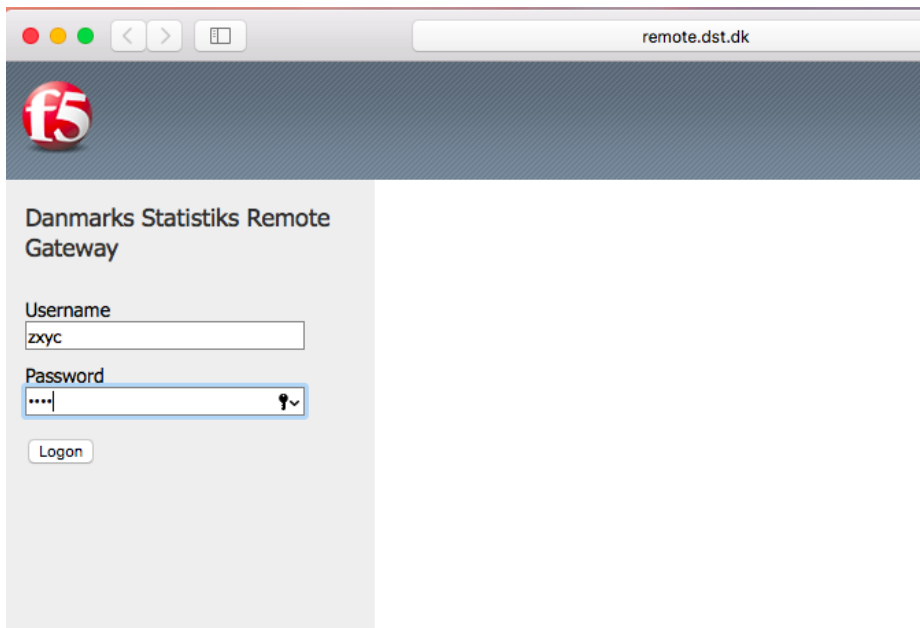 remote.dst.dk
f5
Danmarks Statistiks Remote
Gateway
Username
zxyc
Password
••••
Logon